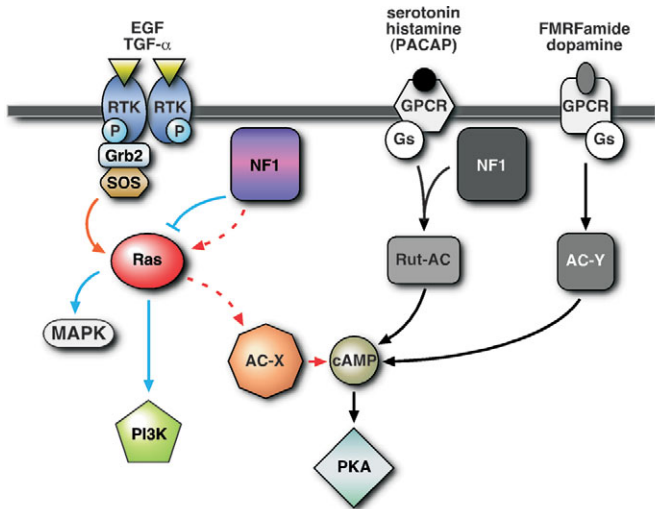 EGF
TGF-α
serotonin
histamine
(PACAP)
FMRFamide
dopamine
RTK
RTK
GPCR
GPCR
P
P
Gs
Gs
Grb2
SOS
NF1
NF1
Ras
Rut-AC
AC-Y
MAPK
AC-X
cAMP
PI3K
PKA